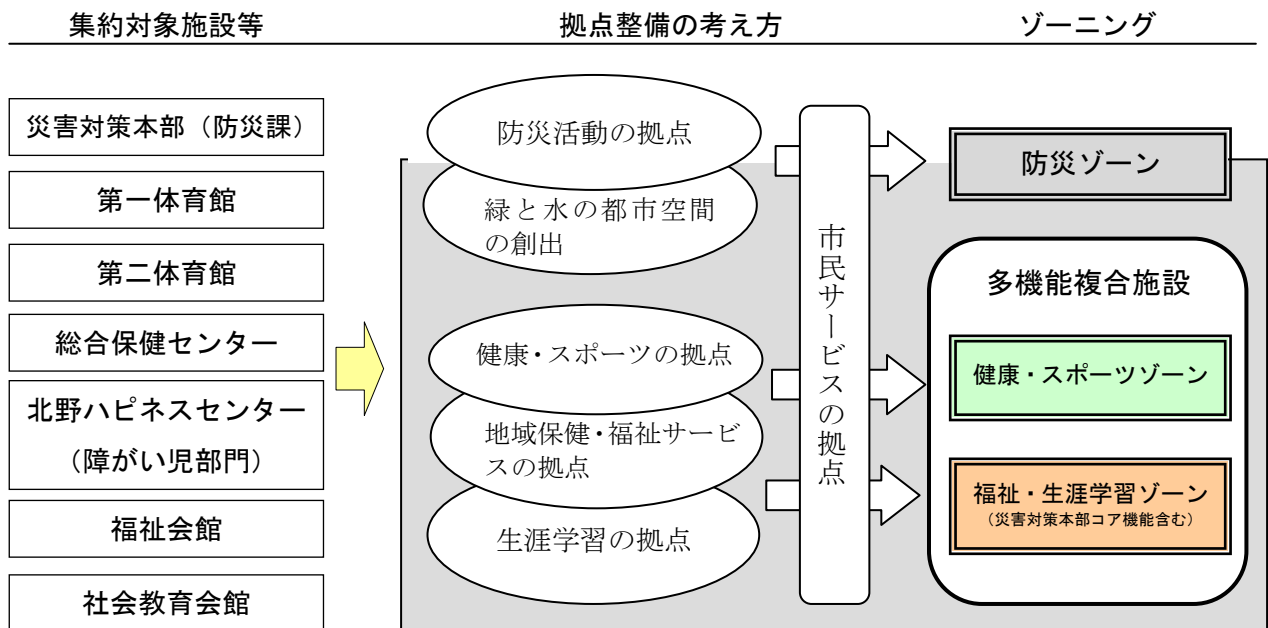 集約対象施設等
拠点整備の考え方
ゾーニング
災害対策本部（防災課）
第一体育館
第二体育館
総合保健センター
北野ハピネスセンター
（障がい児部門）
福祉会館
社会教育会館
防災活動の拠点
緑と水の都市空間
の創出
健康・スポーツの拠点
地域保健・福祉サービ
スの拠点
生涯学習の拠点
市民サービスの拠点
防災ゾーン
多機能複合施設
健康・スポーツゾーン
福祉・生涯学習ゾーン
（災害対策本部コア機能含む）